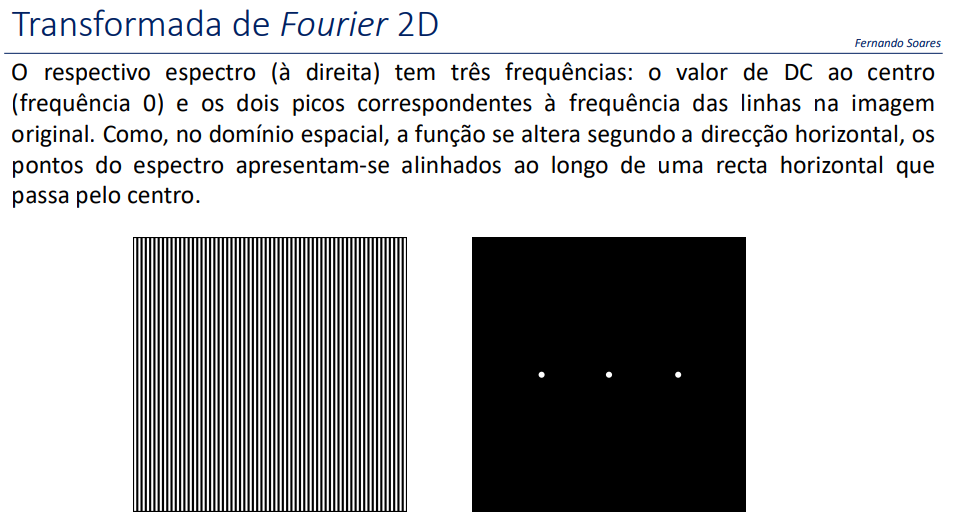 Transformada de Fourier 2D
Fernando Soares
O respectivo espectro (à direita) tem três frequências: o valor de DC ao centro
(frequência 0) e os dois picos correspondentes à frequência das linhas na imagem
original. Como, no domínio espacial, a função se altera segundo a direcção horizontal, os
pontos do espectro apresentam-se alinhados ao longo de uma recta horizontal que
passa pelo centro.